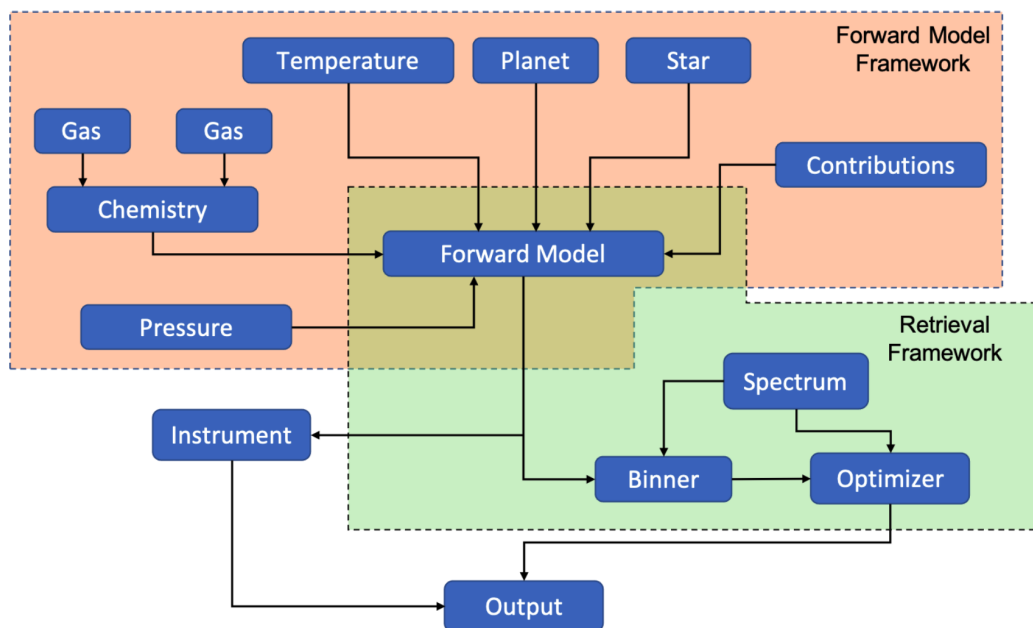 Forward Model
Framework
Temperature
Planet
Star
Gas
Gas
Contributions
Chemistry
Forward Model
Pressure
Retrieval
Framework
Spectrum
Instrument
Binner
Optimizer
Output